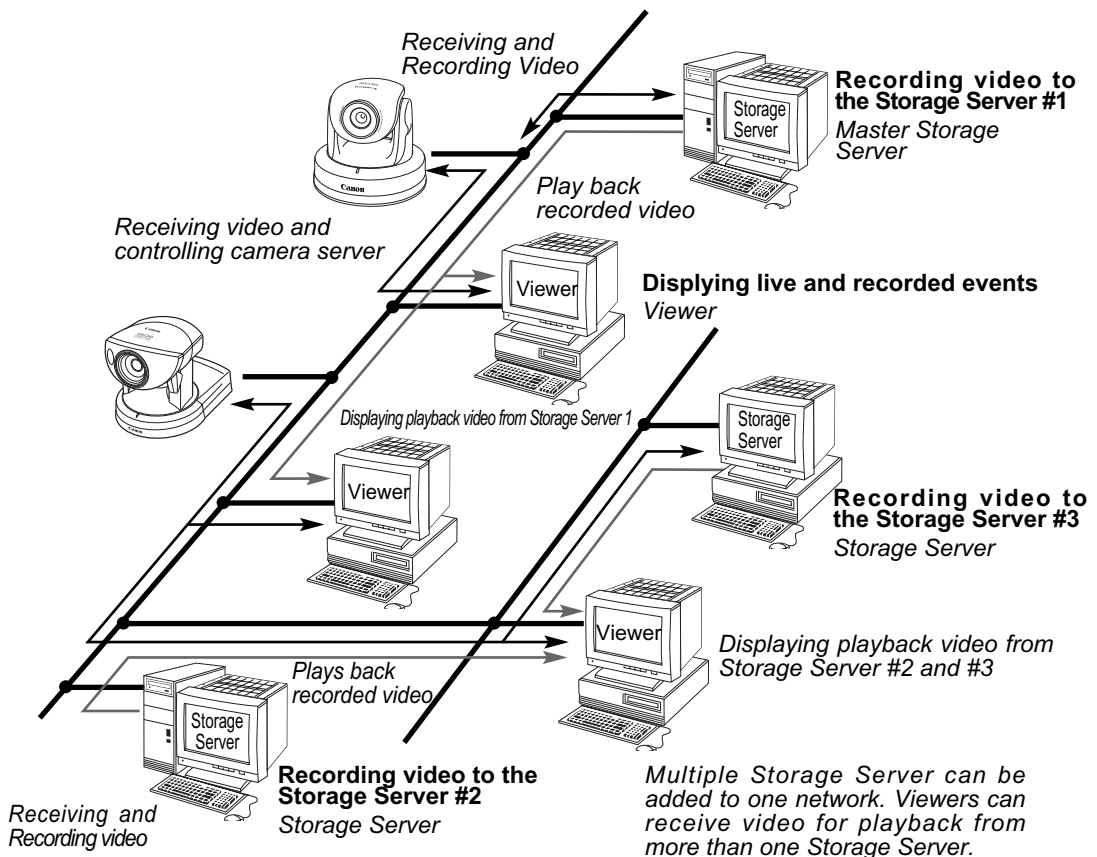 Receiving and
Recording Video
Storage
Server
Recording video to
the Storage Server #1
Master Storage
Server
Canon
Play back
recorded video
Receiving video and
controlling camera server
Viewer
Displying live and recorded events
Viewer
Canon
Displaying playback video from Storage Server 1
Storage
Server
Viewer
Recording video to
the Storage Server #3
Storage Server
Viewer
Displaying playback video from
Storage Server #2 and #3
Plays back
recorded video
Storage
Server
Recording video to the
Storage Server #2
Storage Server
Receiving and
Recording video
Multiple Storage Server can be
added to one network. Viewers can
receive video for playback from
more than one Storage Server.